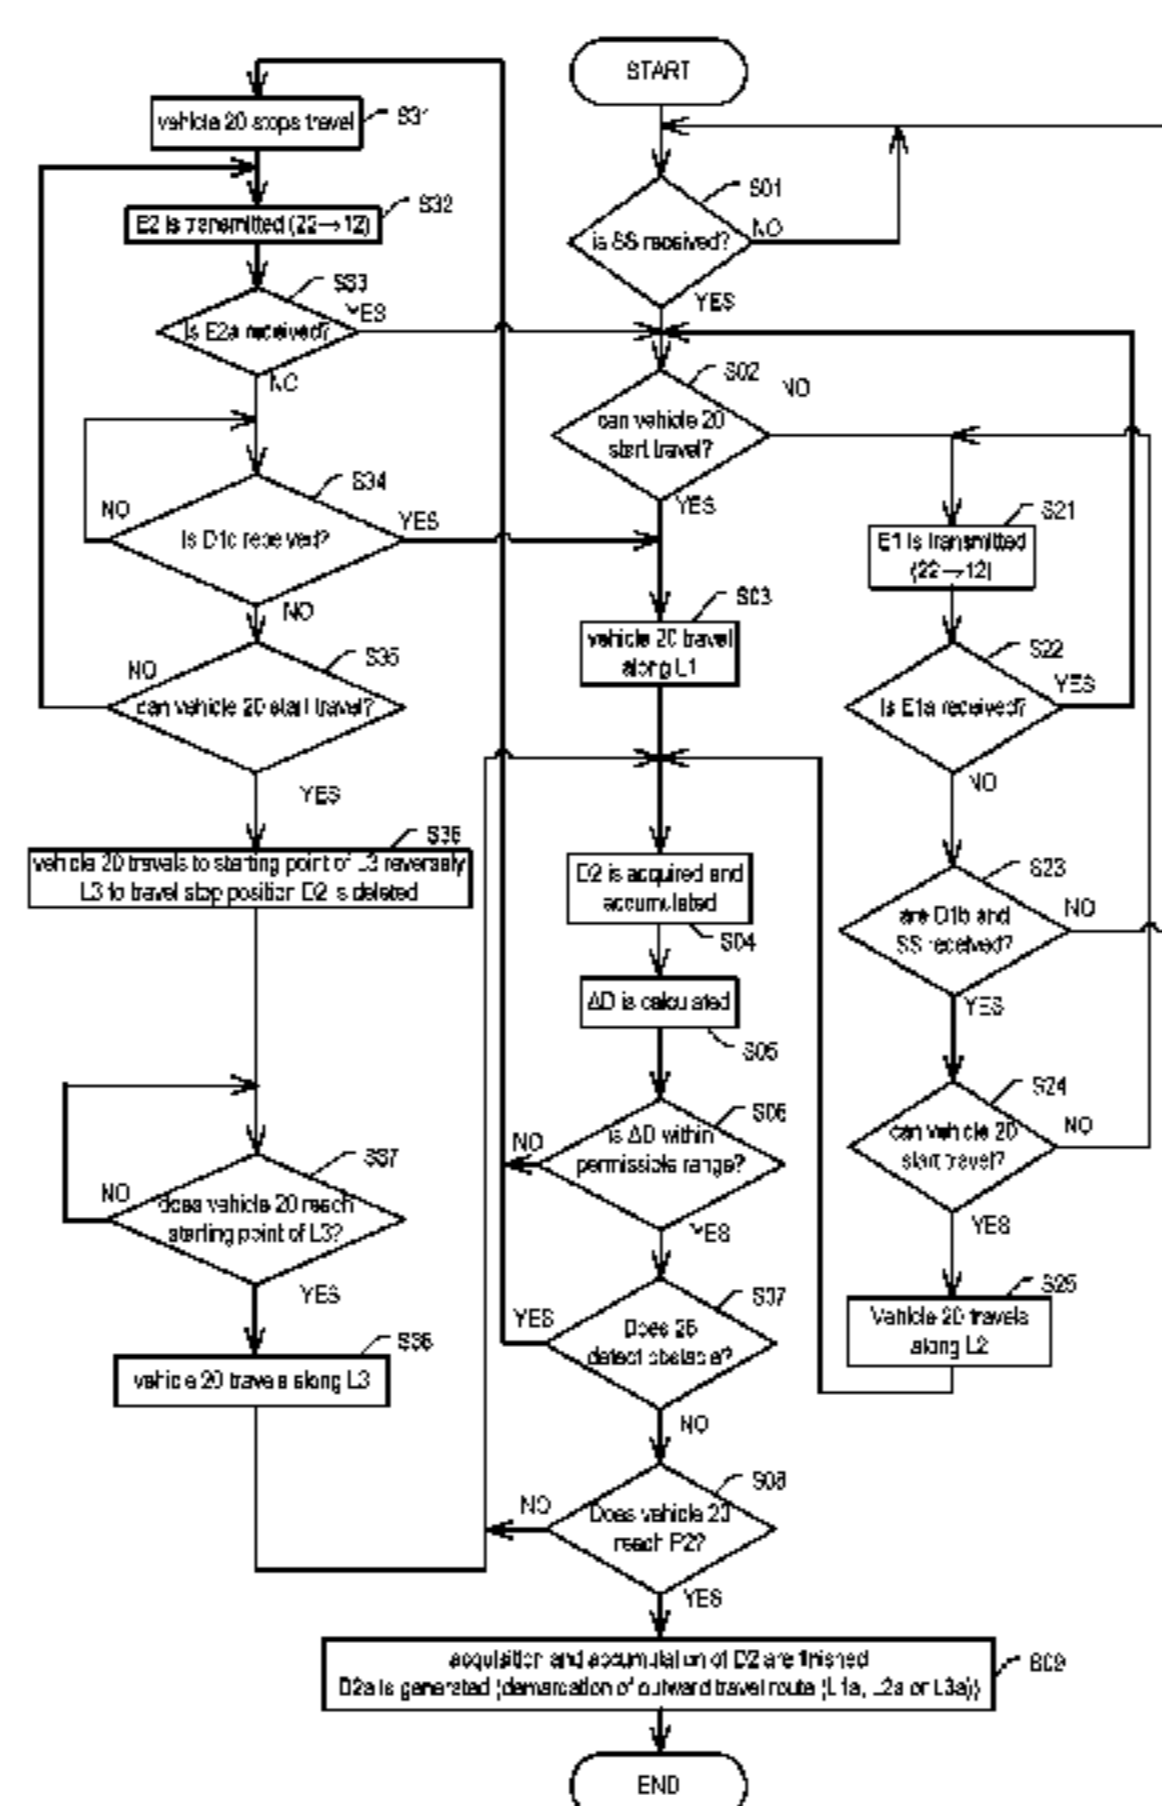 START
S01
is SS received?
NO
YES
S02
can vehicle 20
start travel?
NO
YES
S03
vehicle 20 travel
along L1
D2 is acquired and
accumulated
S04
ΔD is calculated
S05
S06
is ΔD within
permissible range?
NO
YES
S07
Does 26
detect obstacle?
YES
NO
S08
Does vehicle 20
reach P2?
NO
YES
acquisition and accumulation of D2 are finished
D2a is generated (demarcation of outward travel route (L1a, L2a or L3a))
S09
END
S21
E1 is transmitted
(22→12)
S22
Is E1a received?
YES
NO
S23
are D1b and
SS received?
NO
YES
S24
can vehicle 20
start travel?
NO
YES
S25
Vehicle 20 travels
along L2
vehicle 20 stops travel
S31
E2 is transmitted (22→12)
S32
S33
Is E2a received?
YES
NO
S34
Is D1c received?
NO
YES
NO
S35
can vehicle 20 start travel?
NO
YES
S36
vehicle 20 travels to starting point of L3 reversely
L3 to travel stop position D2 is deleted
S37
does vehicle 20 reach
starting point of L3?
NO
YES
S38
vehicle 20 travels along L3